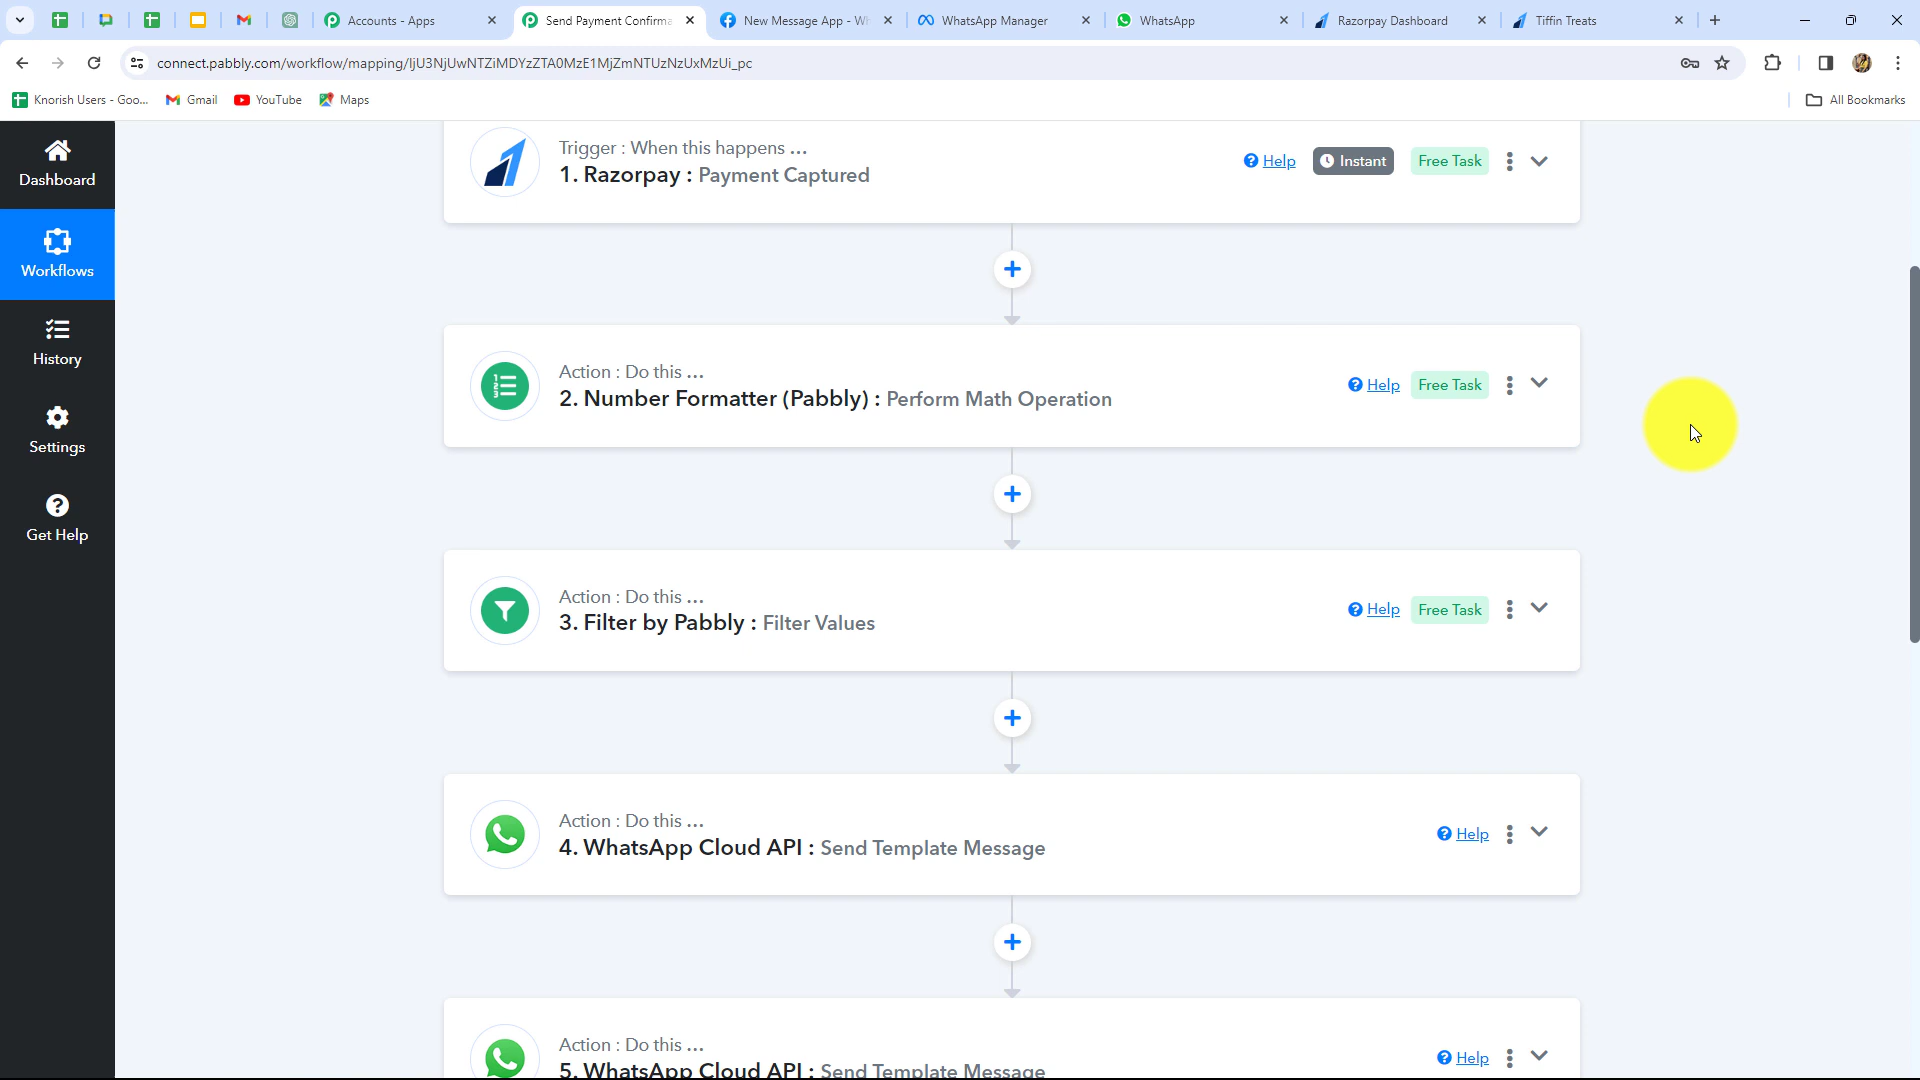 Accounts - Apps
Send Payment Confirma
New Message App - Wh
WhatsApp Manager
WhatsApp
Razorpay Dashboard
Tiffin Treats
connect.pabbly.com/workflow/mapping/IjU3NjUwNTZiMDYzZTA0MzE1MjZmNTUzNzUxMzUi_pc
Knorish Users - Goo...
Gmail
YouTube
Maps
All Bookmarks
Dashboard
Workflows
History
Settings
Get Help
Trigger : When this happens ...
1. Razorpay : Payment Captured
Help
Instant
Free Task
Action : Do this ...
2. Number Formatter (Pabbly) : Perform Math Operation
Help
Free Task
Action : Do this ...
3. Filter by Pabbly : Filter Values
Help
Free Task
Action : Do this ...
4. WhatsApp Cloud API : Send Template Message
Help
Action : Do this ...
5. WhatsApp Cloud API : Send Template Message
Help